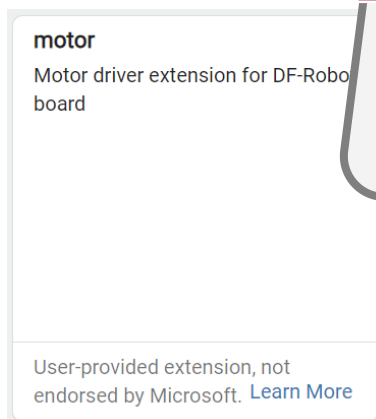 motor
Motor driver extension for DF-Robo
board
User-provided extension, not
endorsed by Microsoft. Learn More